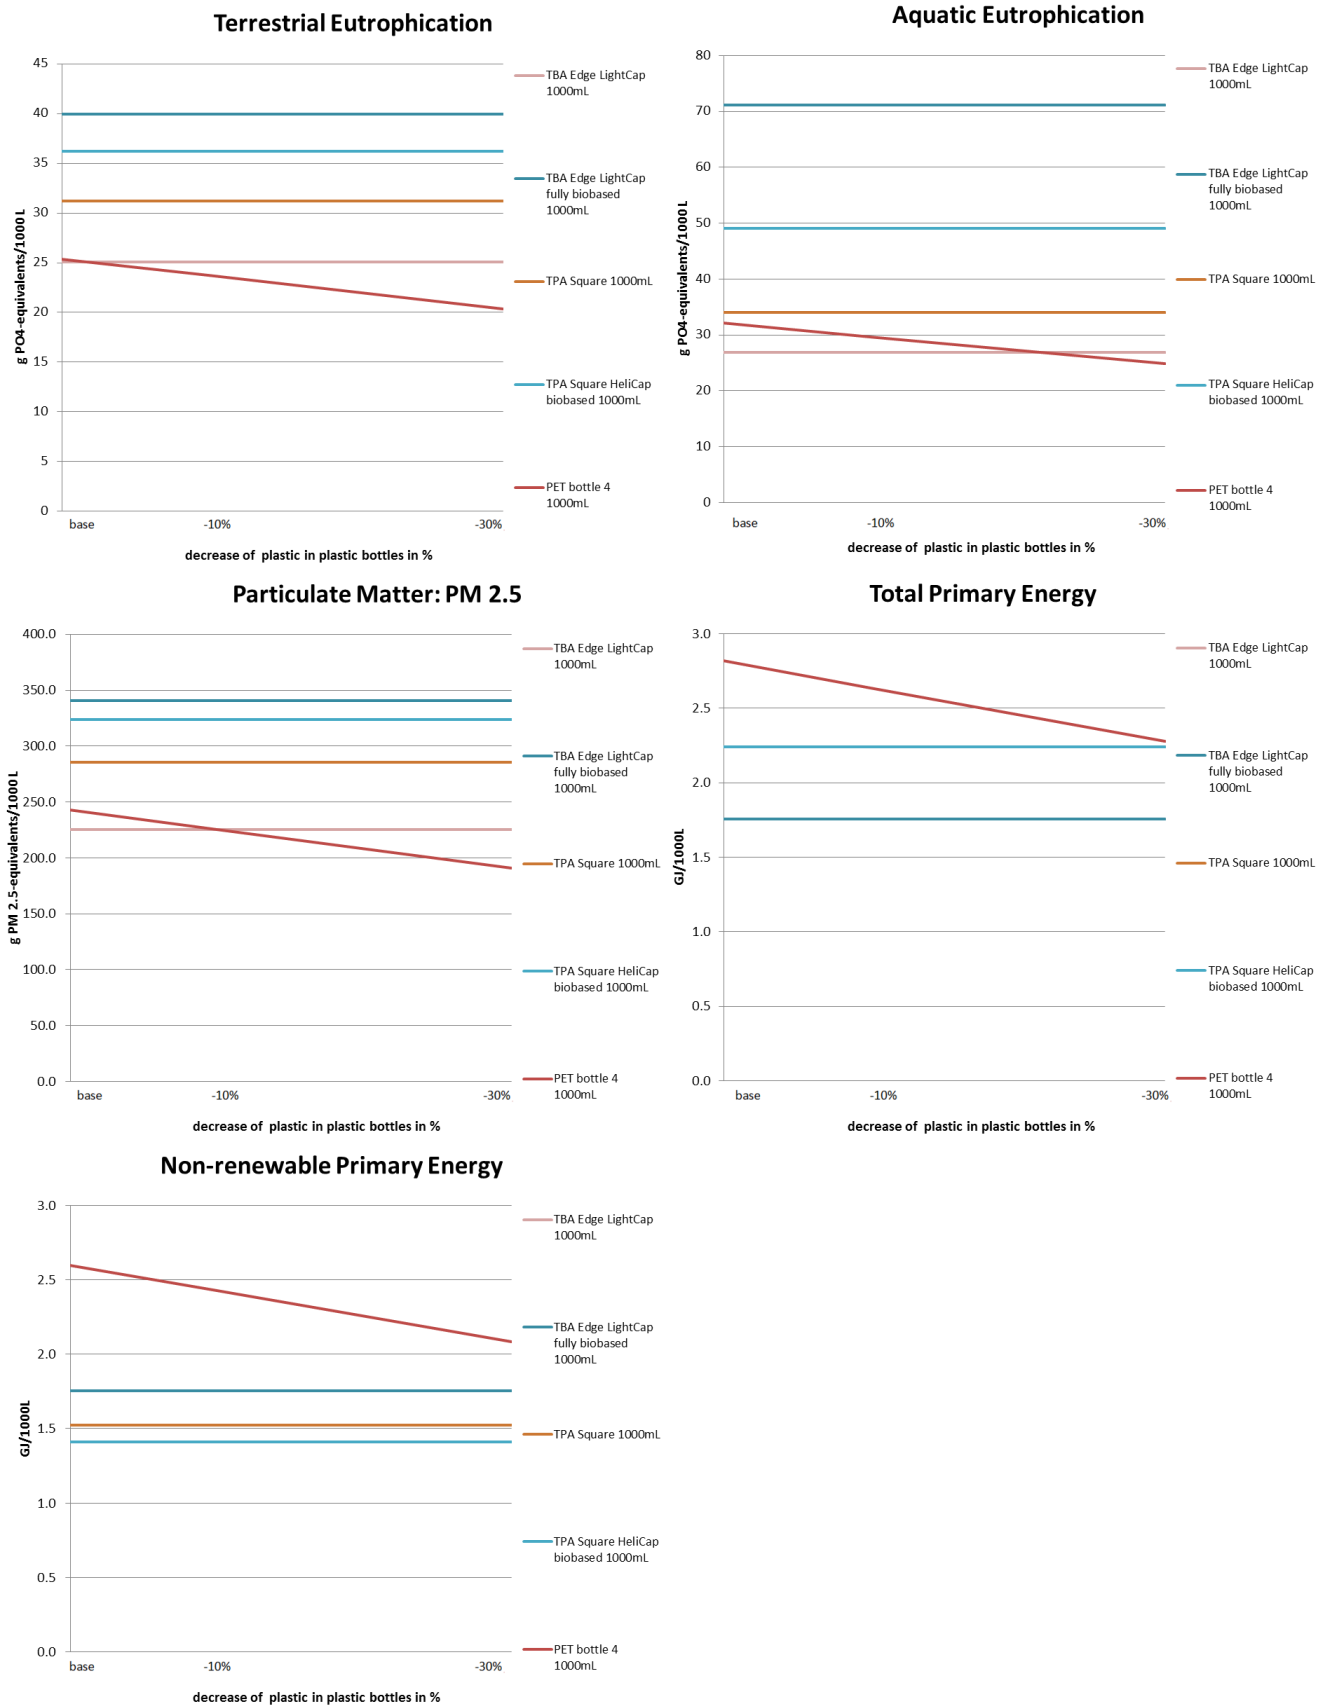 Terrestrial Eutrophication
45
40
35
30
25
20
15
10
5
0
g PO4-equivalents/1000 L
base
-10%
-30%
decrease of plastic in plastic bottles in %
TBA Edge LightCap
1000mL
TBA Edge LightCap
fully biobased
1000mL
TPA Square 1000mL
TPA Square HeliCap
biobased 1000mL
PET bottle 4
1000mL
Aquatic Eutrophication
80
70
60
50
40
30
20
10
0
g PO4-equivalents/1000 L
base
-10%
-30%
decrease of plastic in plastic bottles in %
TBA Edge LightCap
1000mL
TBA Edge LightCap
fully biobased
1000mL
TPA Square 1000mL
TPA Square HeliCap
biobased 1000mL
PET bottle 4
1000mL
Particulate Matter: PM 2.5
400.0
350.0
300.0
250.0
200.0
150.0
100.0
50.0
0.0
g PM 2.5-equivalents/1000 L
base
-10%
-30%
decrease of plastic in plastic bottles in %
TBA Edge LightCap
1000mL
TBA Edge LightCap
fully biobased
1000mL
TPA Square 1000mL
TPA Square HeliCap
biobased 1000mL
PET bottle 4
1000mL
Total Primary Energy
3.0
2.5
2.0
1.5
1.0
0.5
0.0
GJ/1000L
base
-10%
-30%
decrease of plastic in plastic bottles in %
TBA Edge LightCap
1000mL
TBA Edge LightCap
fully biobased
1000mL
TPA Square 1000mL
TPA Square HeliCap
biobased 1000mL
PET bottle 4
1000mL
Non-renewable Primary Energy
3.0
2.5
2.0
1.5
1.0
0.5
0.0
GJ/1000L
base
-10%
-30%
decrease of plastic in plastic bottles in %
TBA Edge LightCap
1000mL
TBA Edge LightCap
fully biobased
1000mL
TPA Square 1000mL
TPA Square HeliCap
biobased 1000mL
PET bottle 4
1000mL